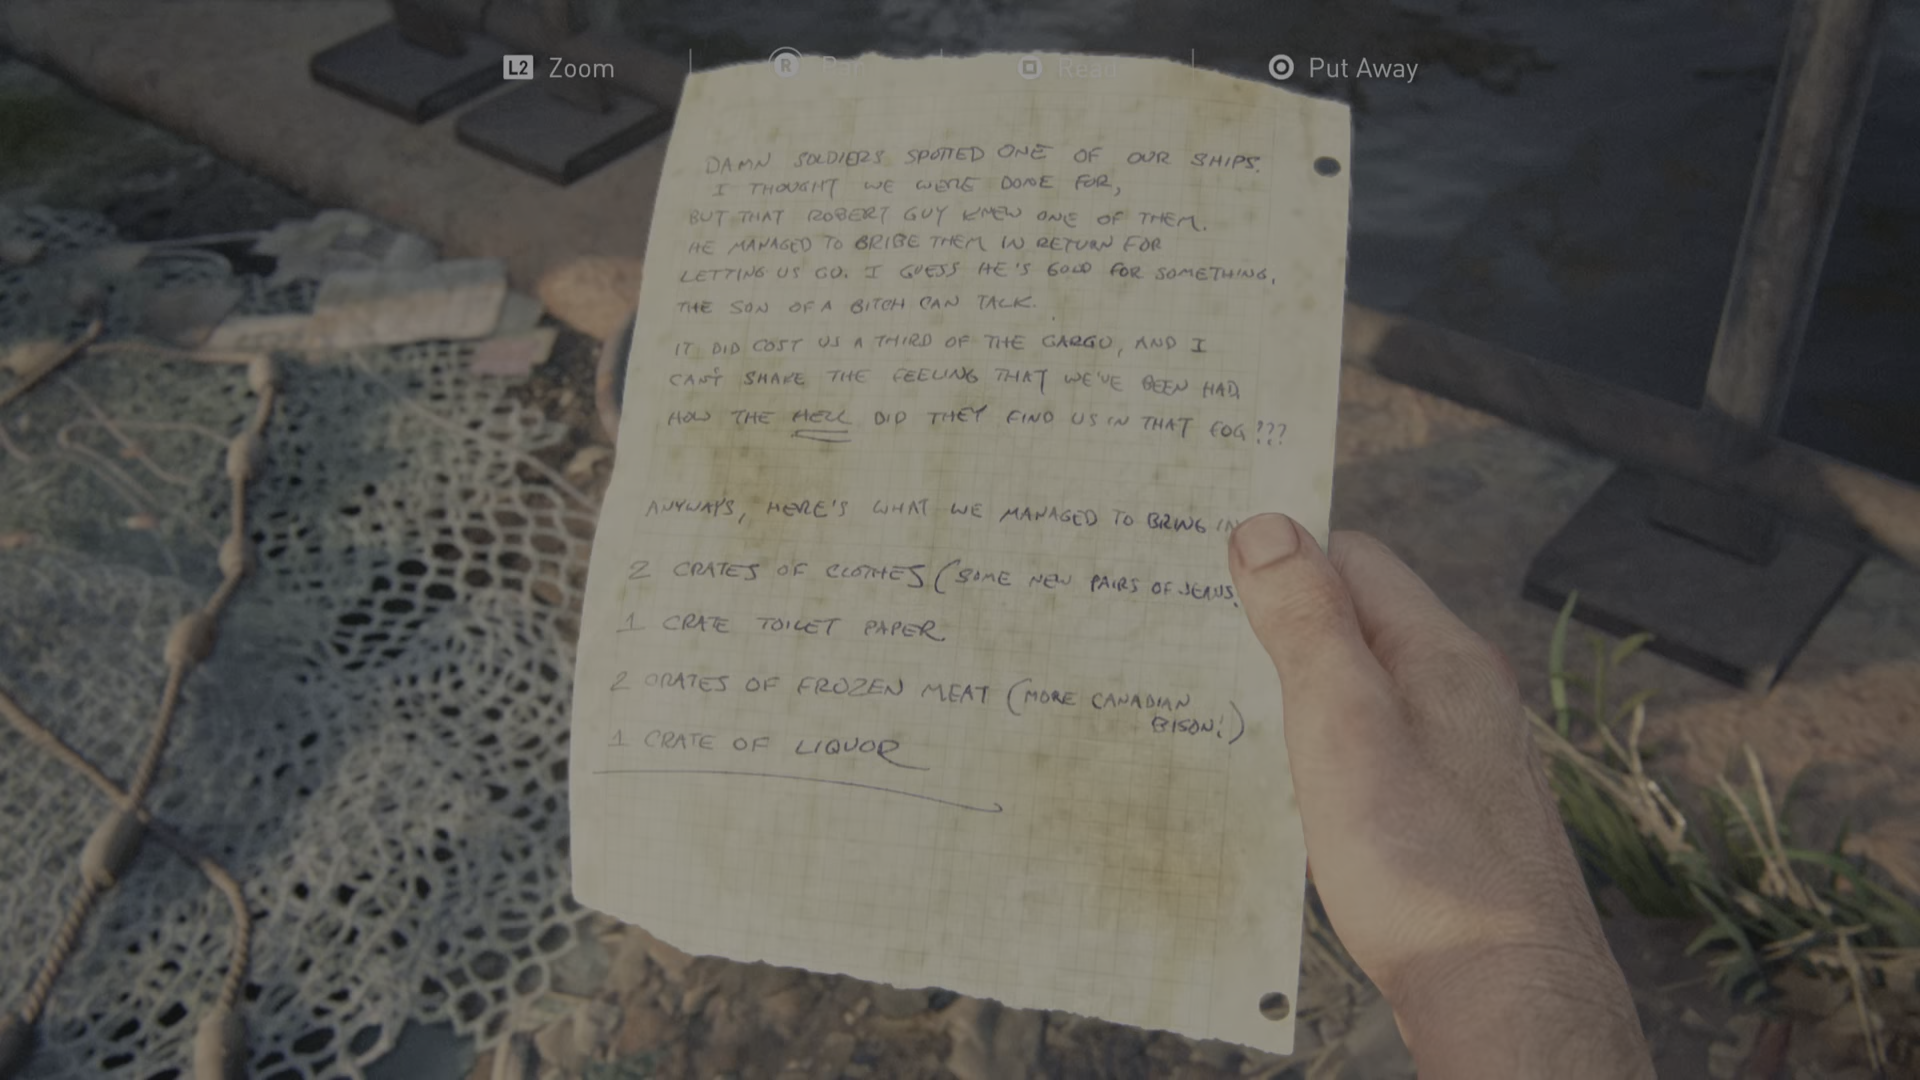 L2 Zoom R Pan Read Put Away
DAMN SOLDIERS SPOTTED ONE OF OUR SHIPS.
I THOUGHT WE WERE DONE FOR,
BUT THAT ROBERT GUY KNEW ONE OF THEM.
HE MANAGED TO BRIBE THEM IN RETURN FOR
LETTING US GO. I GUESS HE'S GOOD FOR SOMETHING.
THE SON OF A BITCH CAN TALK.
IT DID COST US A THIRD OF THE CARGO, AND I
CAN'T SHAKE THE FEELING THAT WE'VE BEEN HAD
HOW THE HELL DID THEY FIND US IN THAT FOG???
ANYWAYS, HERE'S WHAT WE MANAGED TO BRING IN
2 CRATES OF CLOTHES (SOME NEW PAIRS OF JEANS.
1 CRATE TOILET PAPER
2 CRATES OF FROZEN MEAT (MORE CANADIAN
BISON!)
1 CRATE OF LIQUOR